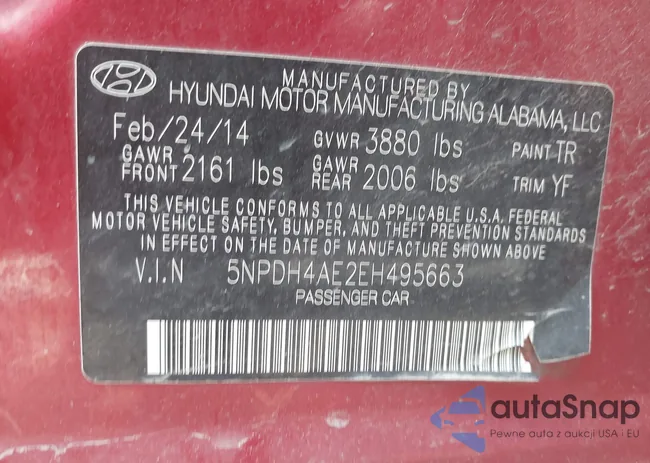 MANUFACTURED BY
HYUNDAI MOTOR MANUFACTURING ALABAMA, LLC
Feb/24/14 GVWR 3880 lbs PAINT TR
GAWR FRONT 2161 lbs GAWR REAR 2006 lbs TRIM YF
THIS VEHICLE CONFORMS TO ALL APPLICABLE U.S.A. FEDERAL
MOTOR VEHICLE SAFETY, BUMPER, AND THEFT PREVENTION STANDARDS
IN EFFECT ON THE DATE OF MANUFACTURE SHOWN ABOVE
V.I.N 5NPDH4AE2EH495663
PASSENGER CAR
autaSnap
Pewne auta z aukcji USA i EU